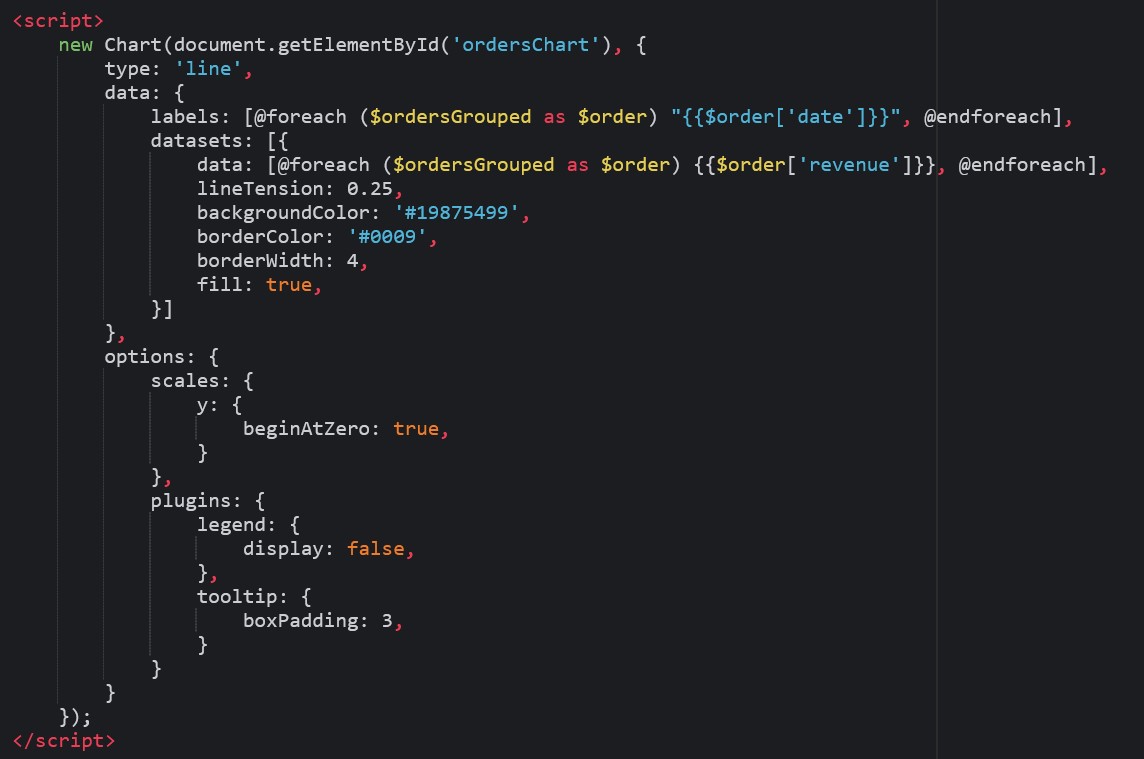 <script>
    new Chart(document.getElementById('ordersChart'), {
        type: 'line',
        data: {
            labels: [@foreach ($ordersGrouped as $order) "{{$order['date']}}", @endforeach],
            datasets: [{
                data: [@foreach ($ordersGrouped as $order) {{$order['revenue']}}, @endforeach],
                lineTension: 0.25,
                backgroundColor: '#19875499',
                borderColor: '#0009',
                borderWidth: 4,
                fill: true,
            }]
        },
        options: {
            scales: {
                y: {
                    beginAtZero: true,
                }
            },
            plugins: {
                legend: {
                    display: false,
                },
                tooltip: {
                    boxPadding: 3,
                }
            }
        }
    });
</script>